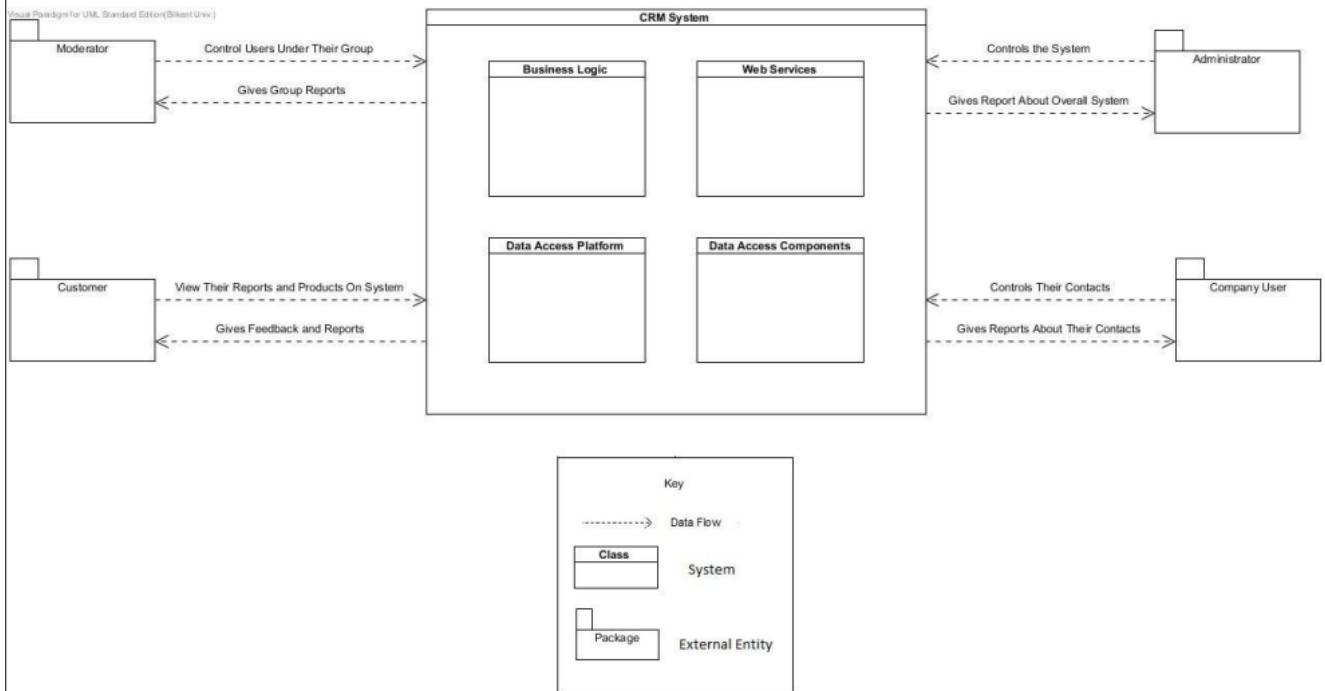 Visual Paradigm for UML Standard Edition(Bilkent Univ.)
CRM System
Moderator
Control Users Under Their Group
Gives Group Reports
Business Logic
Web Services
Controls the System
Gives Report About Overall System
Administrator
Customer
View Their Reports and Products On System
Gives Feedback and Reports
Data Access Platform
Data Access Components
Controls Their Contacts
Gives Reports About Their Contacts
Company User
Key
Data Flow
Class
System
Package
External Entity